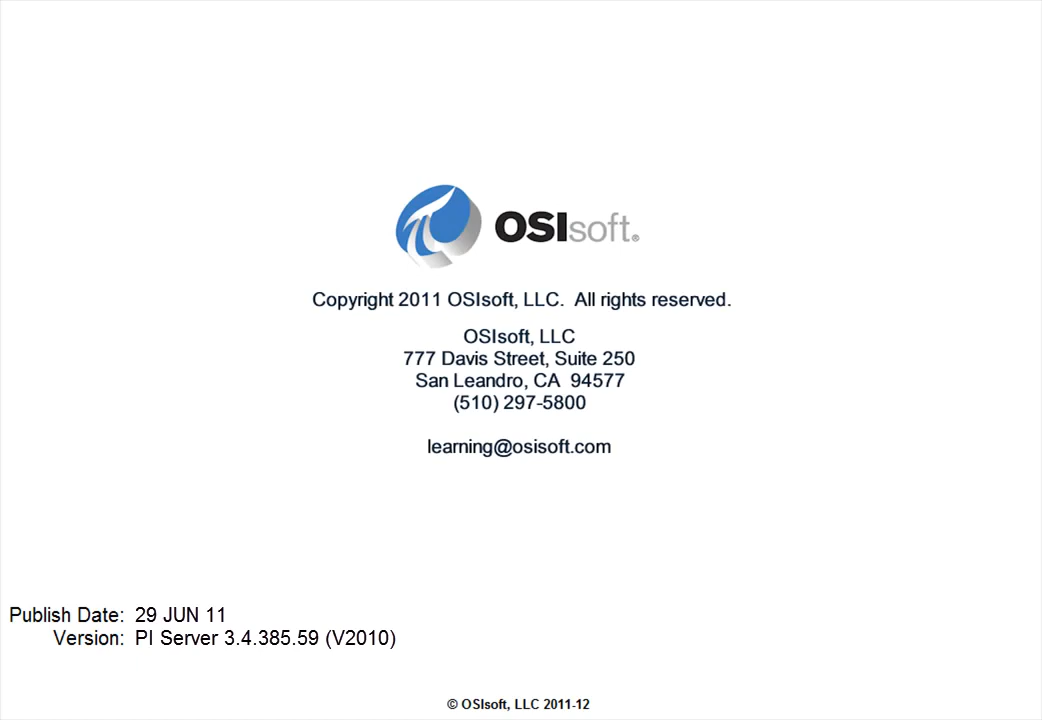 OSIsoft®
Copyright 2011 OSIsoft, LLC.  All rights reserved.
OSIsoft, LLC
777 Davis Street, Suite 250
San Leandro, CA  94577
(510) 297-5800
learning@osisoft.com
Publish Date:  29 JUN 11
Version:  PI Server 3.4.385.59 (V2010)
© OSIsoft, LLC 2011-12